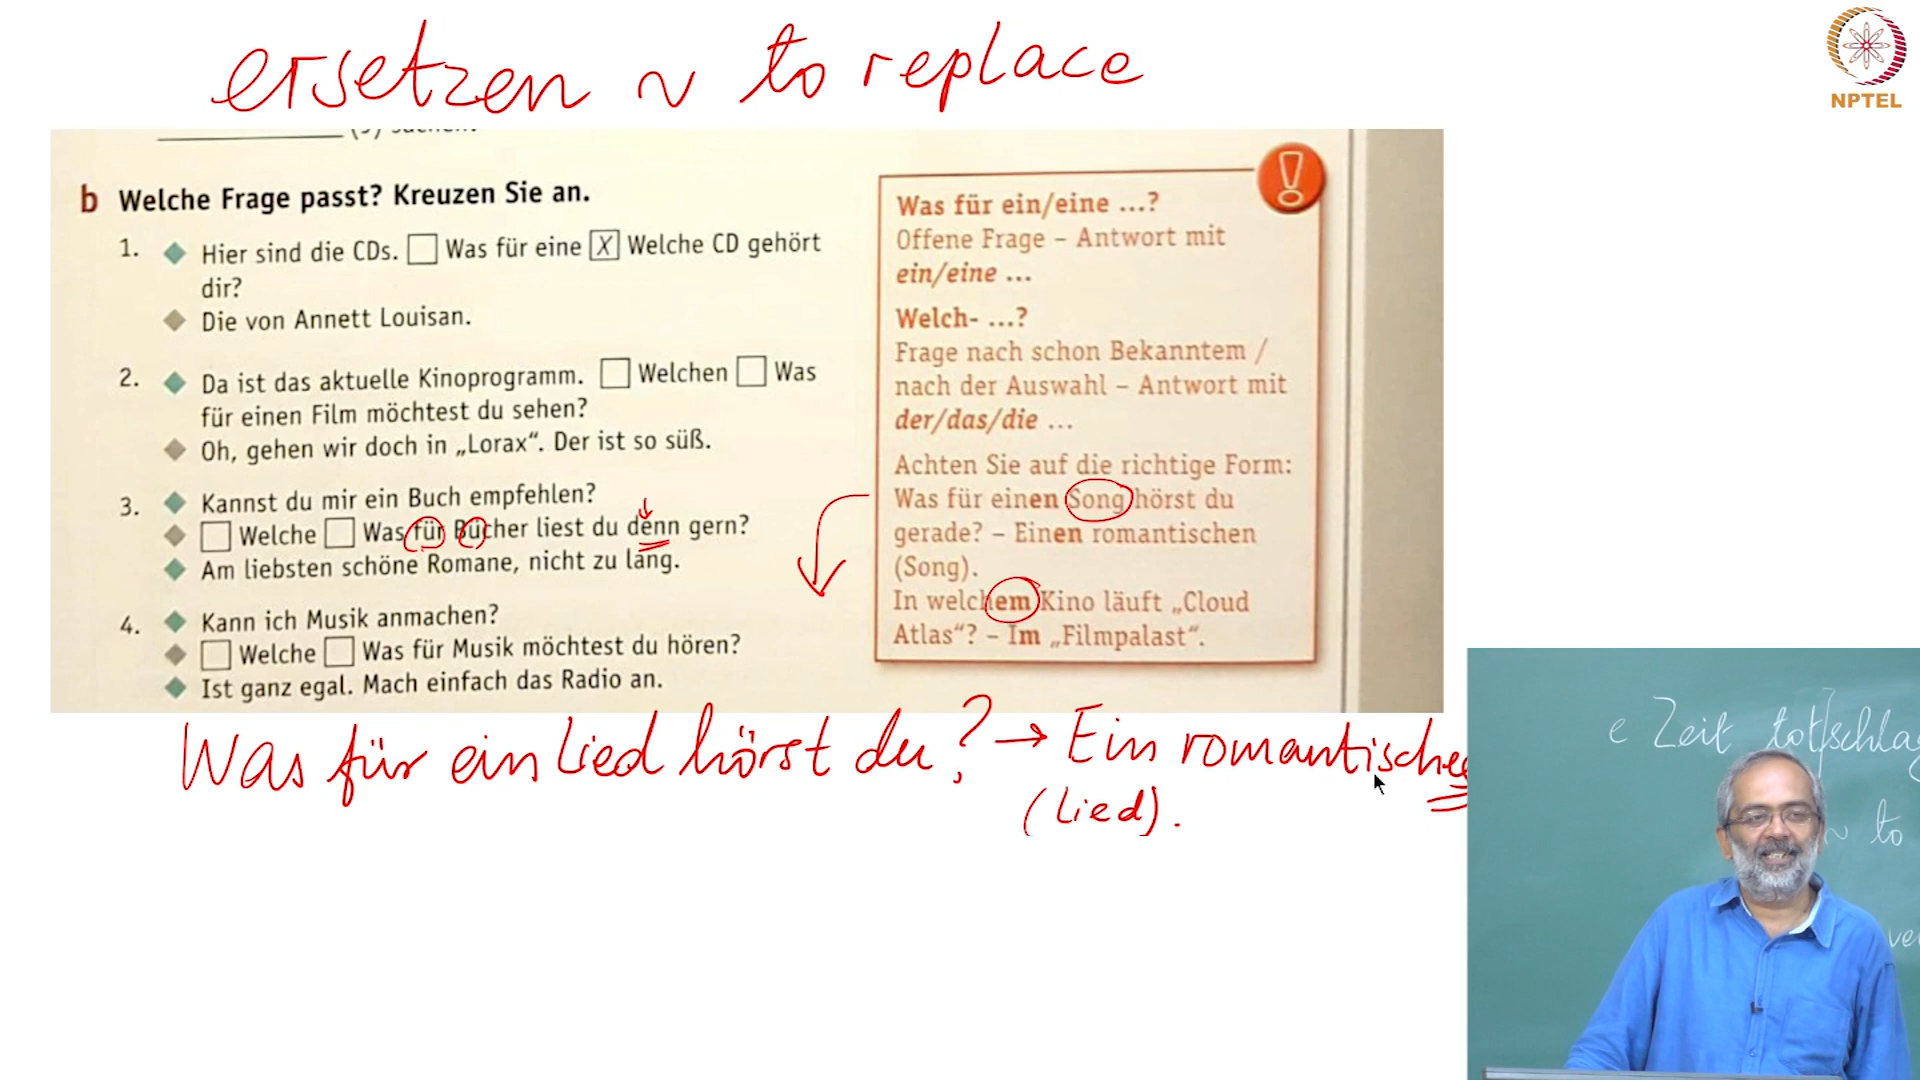 ersetzen ~ to replace
NPTEL
b Welche Frage passt? Kreuzen Sie an.
1. Hier sind die CDs. Was für eine X Welche CD gehört
dir?
Die von Annett Louisan.
2. Da ist das aktuelle Kinoprogramm. Welchen Was
für einen Film möchtest du sehen?
Oh, gehen wir doch in „Lorax“. Der ist so süß.
3. Kannst du mir ein Buch empfehlen?
Welche Was für Bücher liest du denn gern?
Am liebsten schöne Romane, nicht zu lang.
4. Kann ich Musik anmachen?
Welche Was für Musik möchtest du hören?
Ist ganz egal. Mach einfach das Radio an.
Was für ein/eine ...?
Offene Frage – Antwort mit
ein/eine ...
Welch- ...?
Frage nach schon Bekanntem /
nach der Auswahl – Antwort mit
der/das/die ...
Achten Sie auf die richtige Form:
Was für einen Song hörst du
gerade? – Einen romantischen
(Song).
In welchem Kino läuft „Cloud
Atlas“? – Im „Filmpalast“.
Was für ein Lied hörst du? → Ein romantisches
(Lied).
e Zeit tot/schlag
~ to